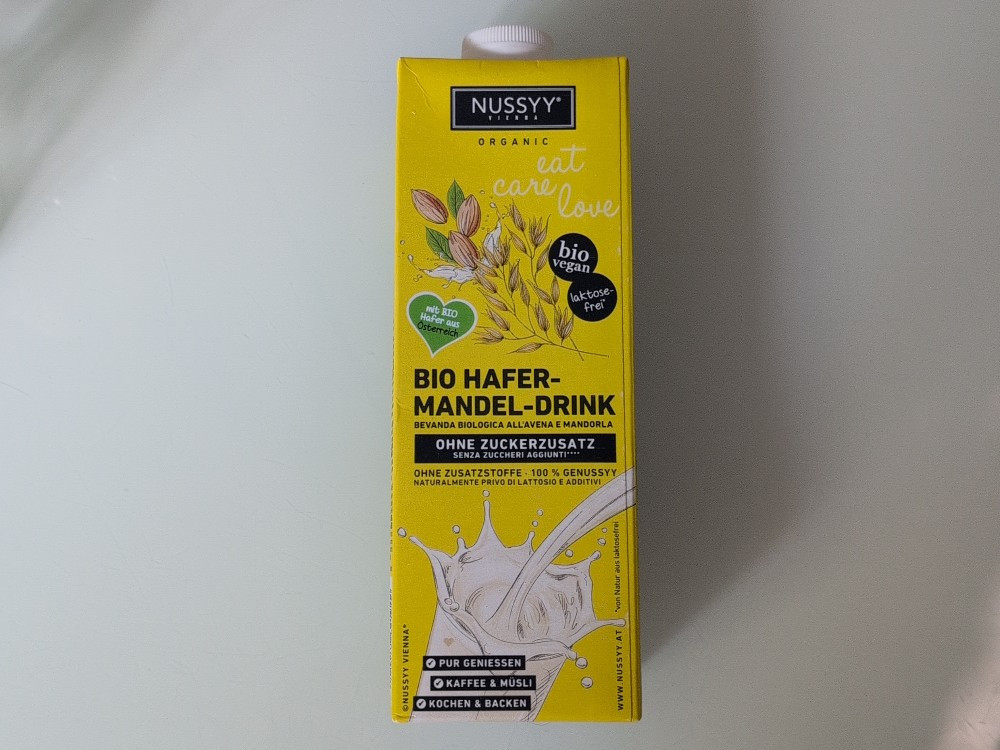 NUSSYY®
VIENNA
ORGANIC
eat
care
love
bio
vegan
laktose-
frei*
mit BIO
Hafer aus
Österreich
BIO HAFER-
MANDEL-DRINK
BEVANDA BIOLOGICA ALL'AVENA E MANDORLA
OHNE ZUCKERZUSATZ
SENZA ZUCCHERI AGGIUNTI****
OHNE ZUSATZSTOFFE · 100 % GENUSSYY
NATURALMENTE PRIVO DI LATTOSIO E ADDITIVI
*von Natur aus laktosefrei
PUR GENIESSEN
KAFFEE & MÜSLI
KOCHEN & BACKEN
©NUSSYY VIENNA®
WWW.NUSSYY.AT